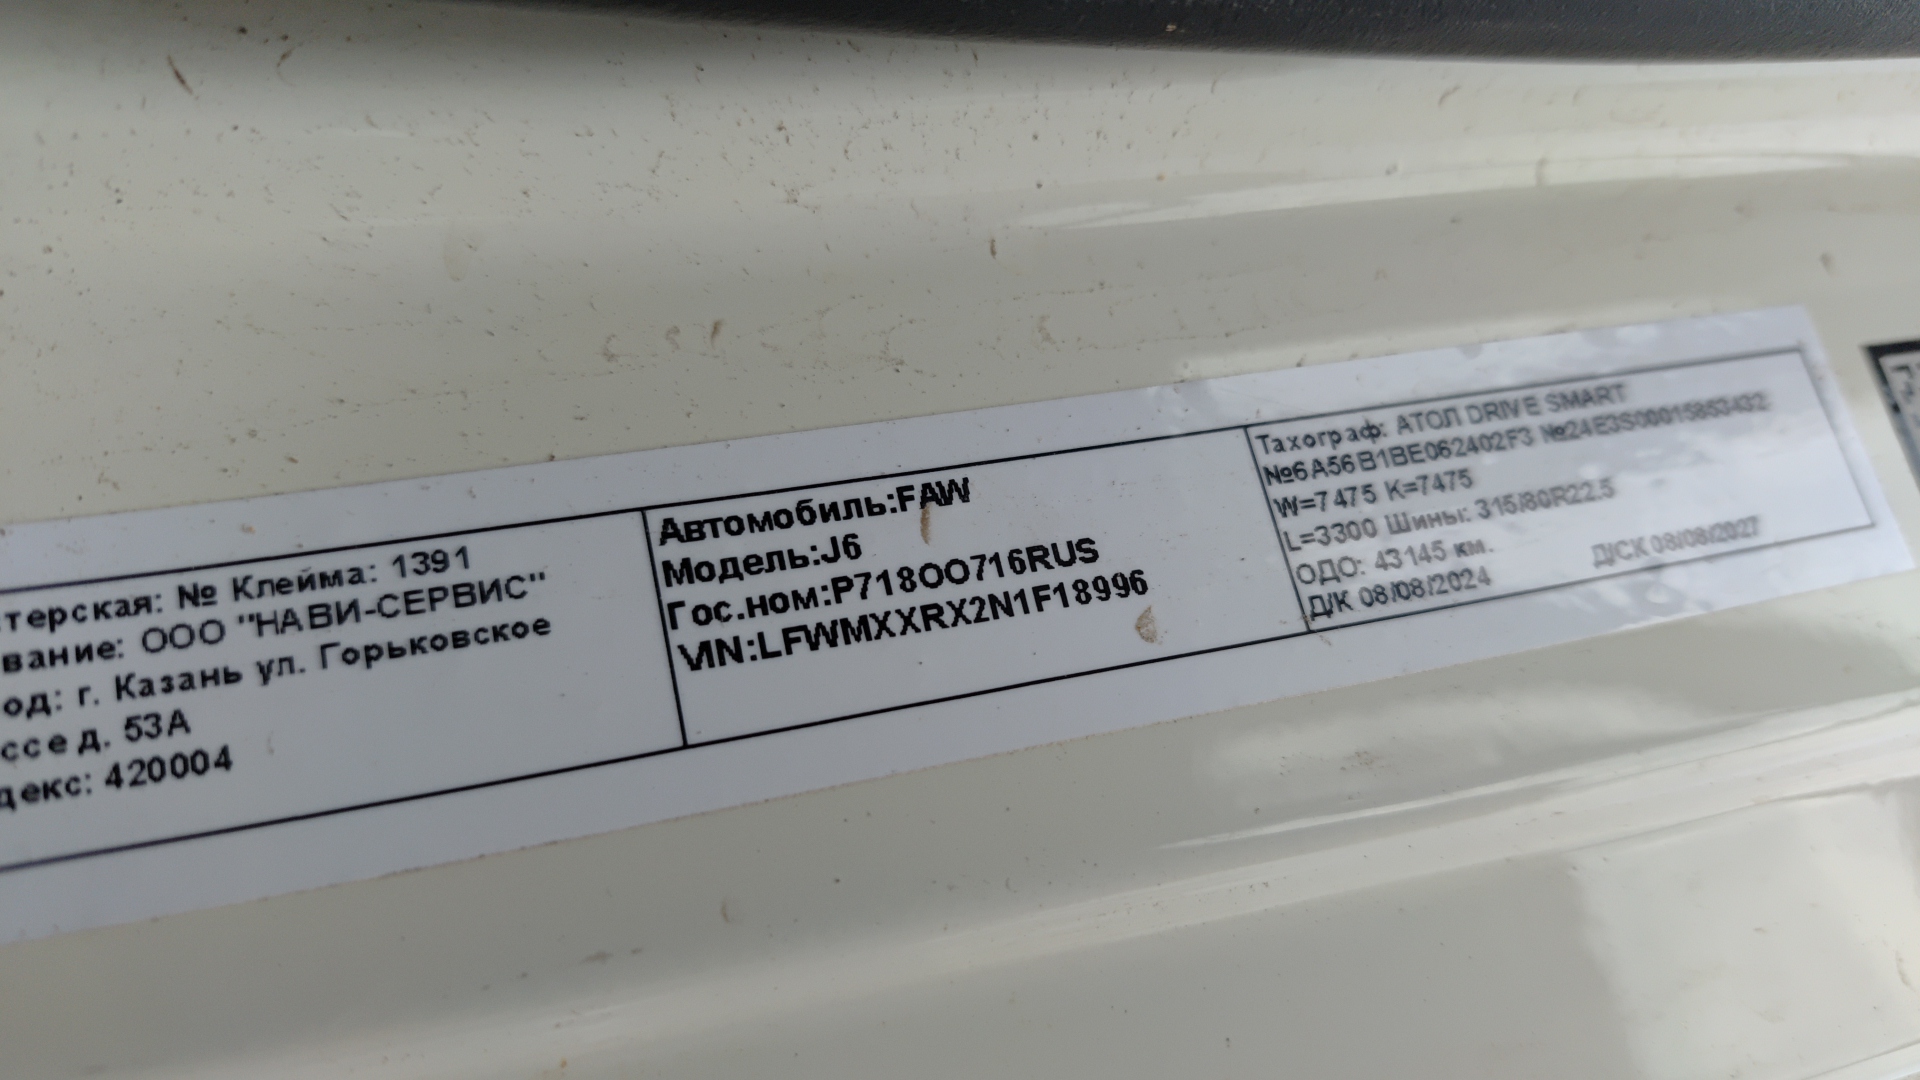 терская: № Клейма: 1391
вание: ООО "НАВИ-СЕРВИС"
од: г. Казань ул. Горьковское
ссе д. 53А
декс: 420004
Автомобиль:FAW
Модель:J6
Гос.ном:Р718ОО716RUS
VIN:LFWMXXRX2N1F18996
Тахограф: АТОЛ DRIVE SMART
№6A56B1BE062402F3 №24E3S00015853432
W=7475 K=7475
L=3300 Шины: 315/80R22.5
ОДО: 43145 км.
Д/К 08/08/2024 Д/СК 08/08/2027